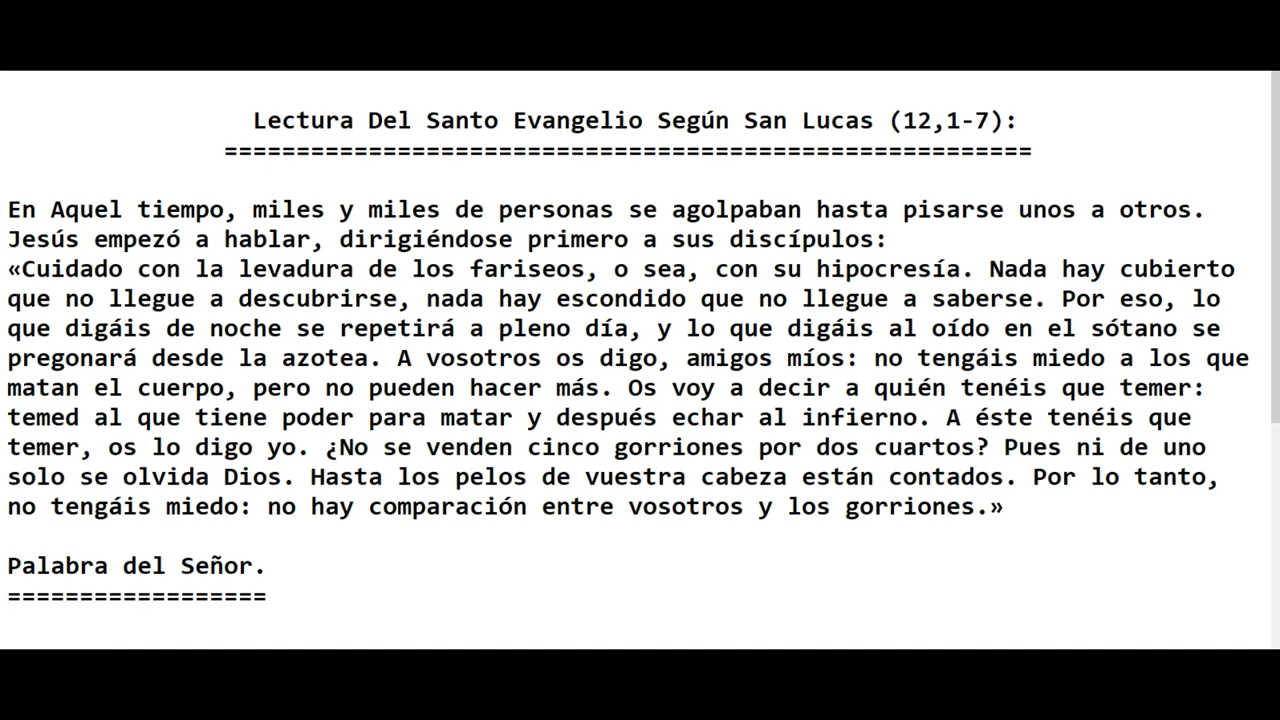 Lectura Del Santo Evangelio Según San Lucas (12,1-7):
========================================================
En Aquel tiempo, miles y miles de personas se agolpaban hasta pisarse unos a otros.
Jesús empezó a hablar, dirigiéndose primero a sus discípulos:
«Cuidado con la levadura de los fariseos, o sea, con su hipocresía. Nada hay cubierto
que no llegue a descubrirse, nada hay escondido que no llegue a saberse. Por eso, lo
que digáis de noche se repetirá a pleno día, y lo que digáis al oído en el sótano se
pregonará desde la azotea. A vosotros os digo, amigos míos: no tengáis miedo a los que
matan el cuerpo, pero no pueden hacer más. Os voy a decir a quién tenéis que temer:
temed al que tiene poder para matar y después echar al infierno. A éste tenéis que
temer, os lo digo yo. ¿No se venden cinco gorriones por dos cuartos? Pues ni de uno
solo se olvida Dios. Hasta los pelos de vuestra cabeza están contados. Por lo tanto,
no tengáis miedo: no hay comparación entre vosotros y los gorriones.»
Palabra del Señor.
==================